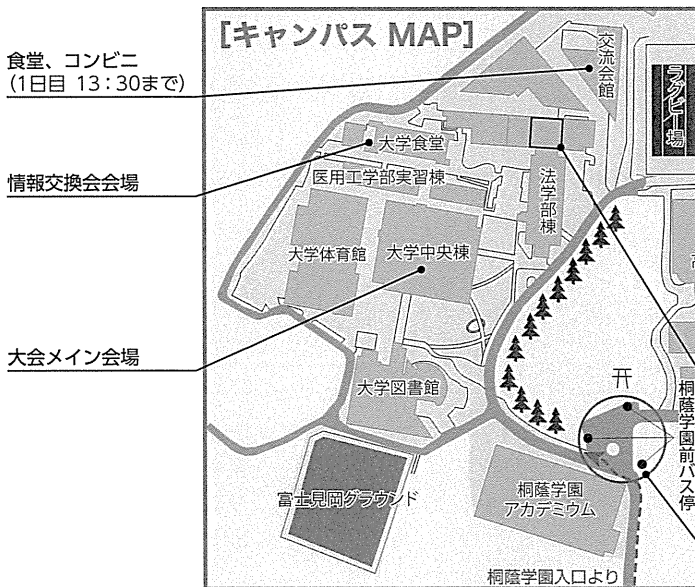 [キャンパス MAP]
食堂、コンビニ
(1日目 13：30まで)
情報交換会会場
大会メイン会場
交流会館
ラグビー場
大学食堂
医用工学部実習棟
法学部棟
大学体育館
大学中央棟
大学図書館
桐蔭学園前バス停
富士見岡グラウンド
桐蔭学園
アカデミウム
桐蔭学園入口より